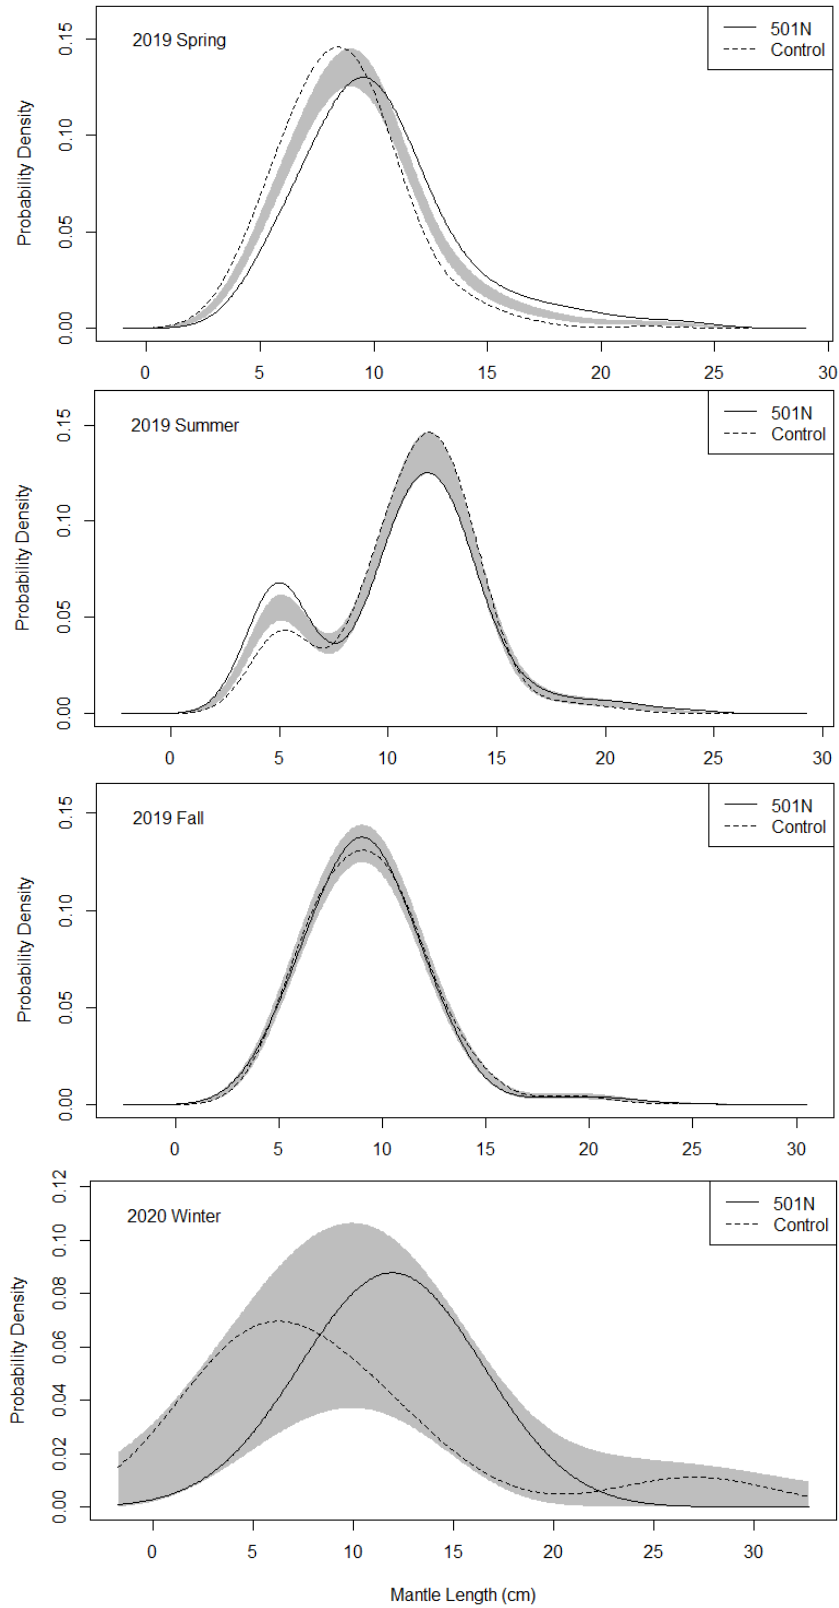 2019 Spring
501N
Control
Probability Density
0.15
0.10
0.05
0.00
0 5 10 15 20 25 30
2019 Summer
501N
Control
Probability Density
0.15
0.10
0.05
0.00
0 5 10 15 20 25 30
2019 Fall
501N
Control
Probability Density
0.15
0.10
0.05
0.00
0 5 10 15 20 25 30
2020 Winter
501N
Control
Probability Density
0.12
0.10
0.08
0.06
0.04
0.02
0.00
0 5 10 15 20 25 30
Mantle Length (cm)